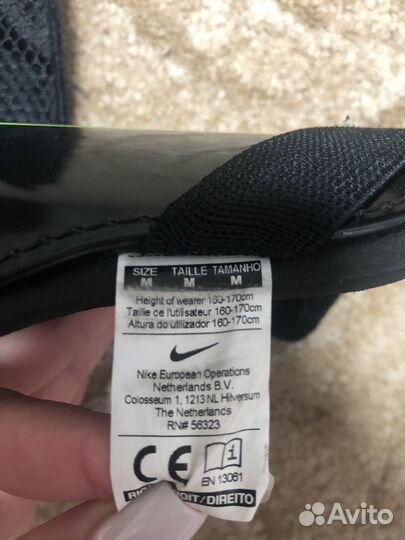 SIZE TAILLE TAMANHO
M M M
Height of wearer 160-170cm
Taille de l'utilisateur 160-170cm
Altura do utilizador 160-170cm
Nike European Operations
Netherlands B.V.
Colosseum 1, 1213 NL Hilversum
The Netherlands
RN# 56323
CE i
EN 13061
DROIT/DIREITO
Avito